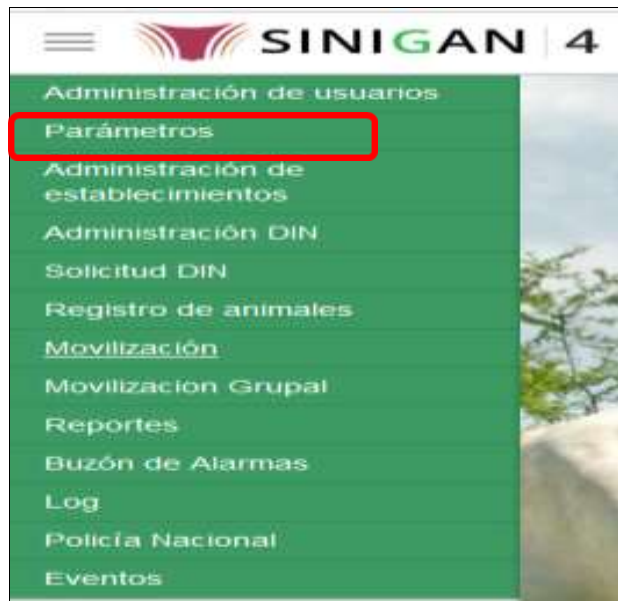 SINIGAN 4
Administración de usuarios
Parámetros
Administración de
establecimientos
Administración DIN
Solicitud DIN
Registro de animales
Movilización
Movilizacion Grupal
Reportes
Buzón de Alarmas
Log
Policía Nacional
Eventos